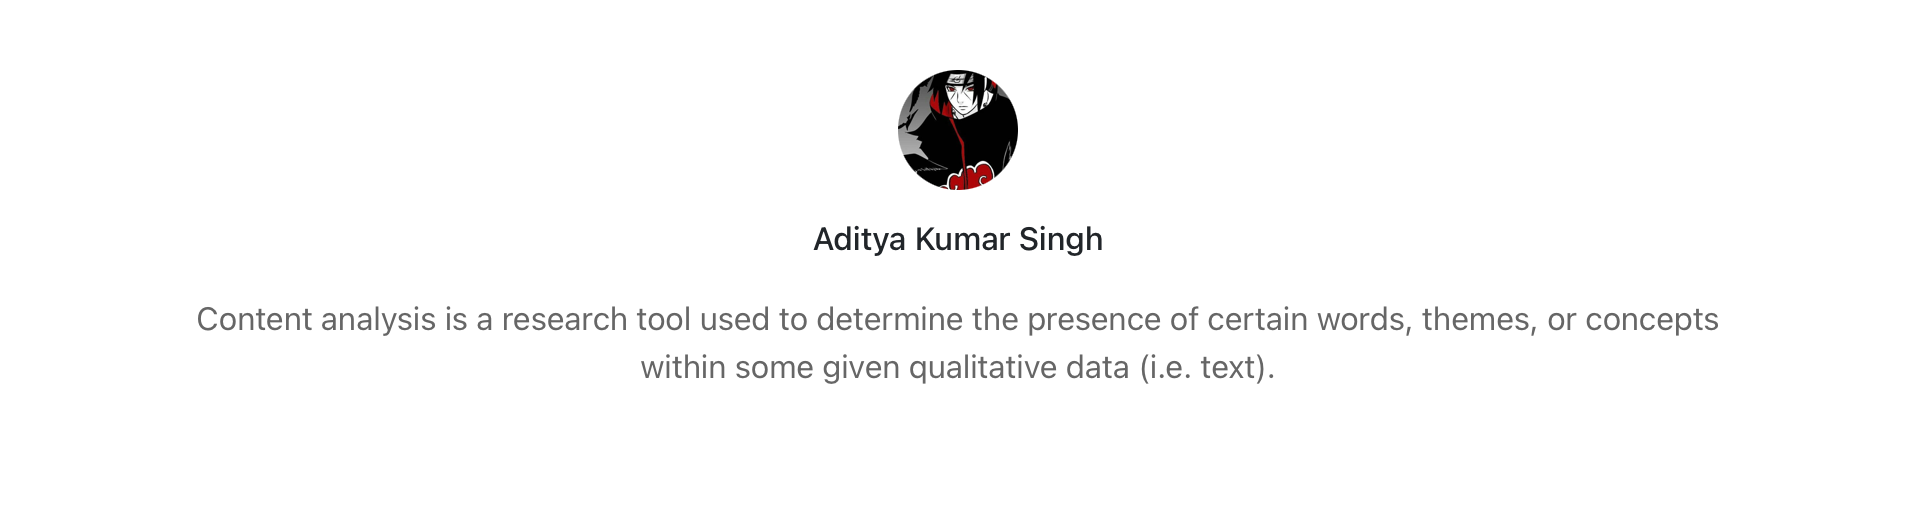 Aditya Kumar Singh
Content analysis is a research tool used to determine the presence of certain words, themes, or concepts
within some given qualitative data (i.e. text).